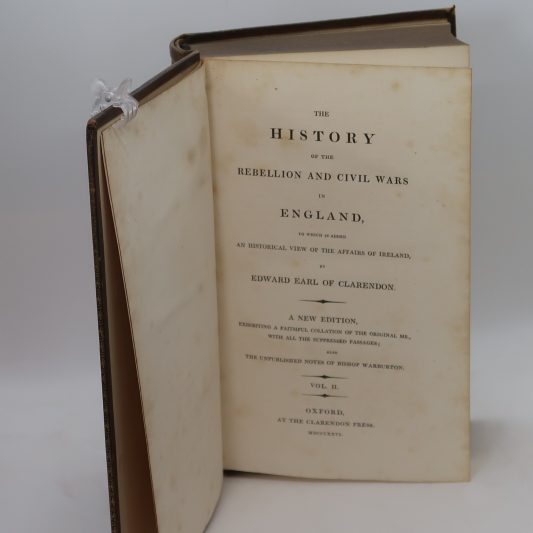 THE
HISTORY
OF THE
REBELLION AND CIVIL WARS
IN
ENGLAND,
TO WHICH IS ADDED
AN HISTORICAL VIEW OF THE AFFAIRS OF IRELAND,
BY
EDWARD EARL OF CLARENDON.
A NEW EDITION,
EXHIBITING A FAITHFUL COLLATION OF THE ORIGINAL MS.,
WITH ALL THE SUPPRESSED PASSAGES;
ALSO
THE UNPUBLISHED NOTES OF BISHOP WARBURTON.
VOL. II.
OXFORD,
AT THE CLARENDON PRESS.
MDCCCXXVI.